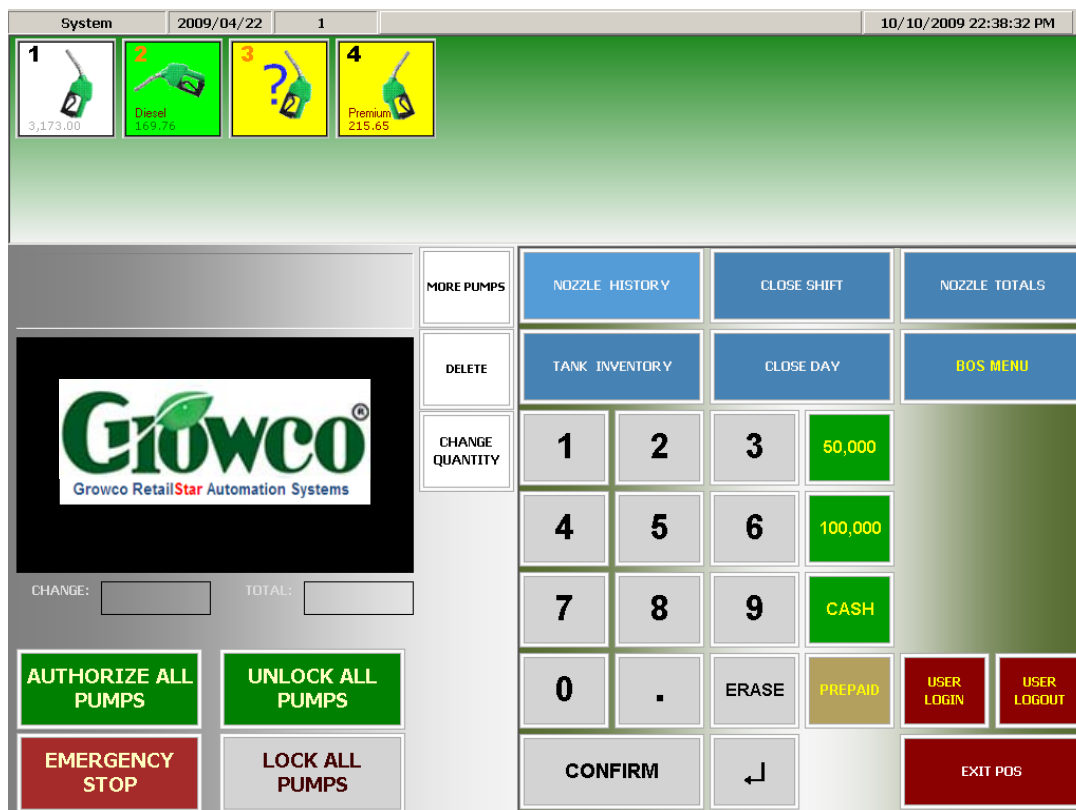 System 2009/04/22 1 10/10/2009 22:38:32 PM
1 2 3 4
?
Diesel Premium
3,173.00 169.76 215.65
MORE PUMPS NOZZLE HISTORY CLOSE SHIFT NOZZLE TOTALS
DELETE TANK INVENTORY CLOSE DAY BOS MENU
Growco®
Growco RetailStar Automation Systems
CHANGE
QUANTITY
1 2 3 50,000
4 5 6 100,000
CHANGE: TOTAL:
7 8 9 CASH
AUTHORIZE ALL
PUMPS
UNLOCK ALL
PUMPS
0 . ERASE PREPAID
USER
LOGIN
USER
LOGOUT
EMERGENCY
STOP
LOCK ALL
PUMPS
CONFIRM ↵ EXIT POS